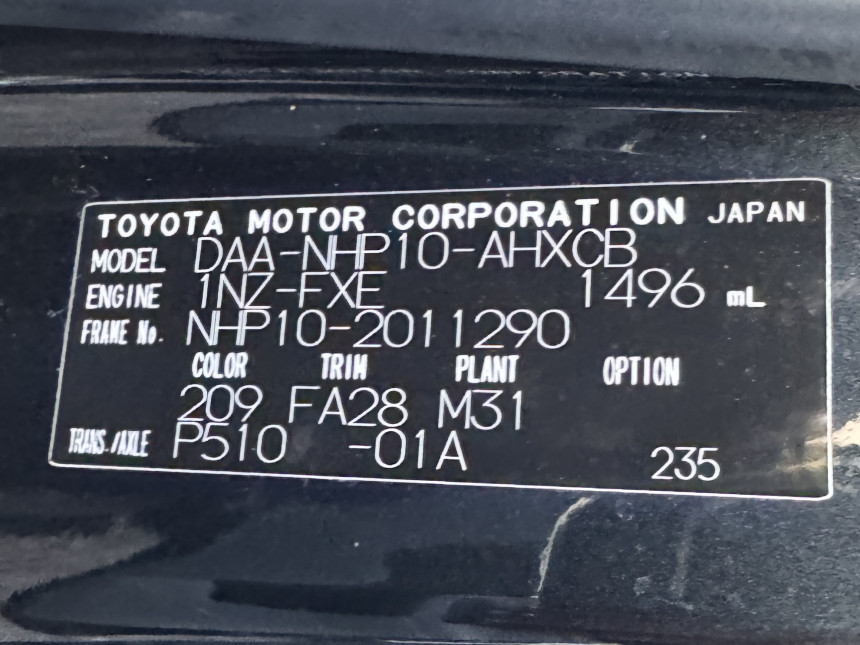 TOYOTA MOTOR CORPORATION JAPAN
MODEL DAA-NHP10-AHXCB
ENGINE 1NZ-FXE 1496 mL
FRAME No. NHP10-2011290
COLOR TRIM PLANT OPTION
209 FA28 M31
TRANS./AXLE P510 -01A 235